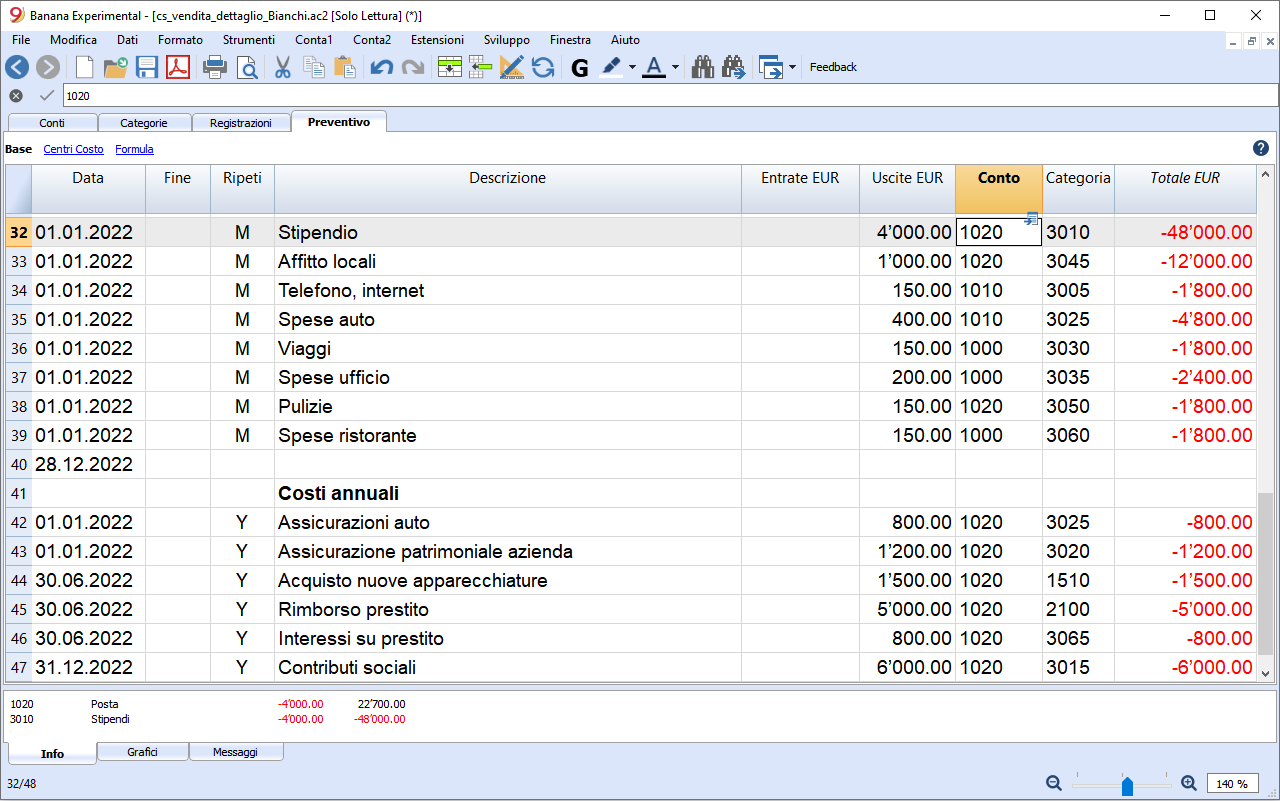 Banana Experimental - [cs_vendita_dettaglio_Bianchi.ac2 [Solo Lettura] (*)]
File Modifica Dati Formato Strumenti Conta1 Conta2 Estensioni Sviluppo Finestra Aiuto
G A Feedback
1020
Conti Categorie Registrazioni Preventivo
Base Centri Costo Formula ?
Data Fine Ripeti Descrizione Entrate EUR Uscite EUR Conto Categoria Totale EUR
32 01.01.2022 M Stipendio 4’000.00 1020 3010 -48’000.00
33 01.01.2022 M Affitto locali 1’000.00 1020 3045 -12’000.00
34 01.01.2022 M Telefono, internet 150.00 1010 3005 -1’800.00
35 01.01.2022 M Spese auto 400.00 1010 3025 -4’800.00
36 01.01.2022 M Viaggi 150.00 1000 3030 -1’800.00
37 01.01.2022 M Spese ufficio 200.00 1000 3035 -2’400.00
38 01.01.2022 M Pulizie 150.00 1020 3050 -1’800.00
39 01.01.2022 M Spese ristorante 150.00 1000 3060 -1’800.00
40 28.12.2022
41 Costi annuali
42 01.01.2022 Y Assicurazioni auto 800.00 1020 3025 -800.00
43 01.01.2022 Y Assicurazione patrimoniale azienda 1’200.00 1020 3020 -1’200.00
44 30.06.2022 Y Acquisto nuove apparecchiature 1’500.00 1020 1510 -1’500.00
45 30.06.2022 Y Rimborso prestito 5’000.00 1020 2100 -5’000.00
46 30.06.2022 Y Interessi su prestito 800.00 1020 3065 -800.00
47 31.12.2022 Y Contributi sociali 6’000.00 1020 3015 -6’000.00
1020 Posta -4’000.00 22’700.00
3010 Stipendi -4’000.00 -48’000.00
Info Grafici Messaggi
32/48 140 %